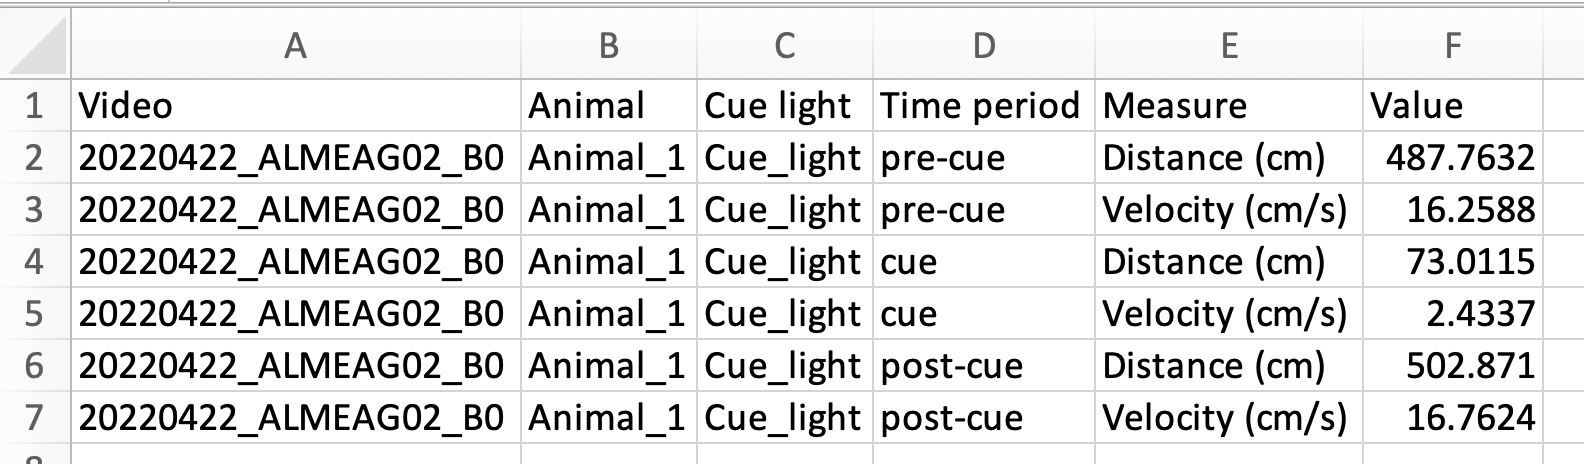 A B C D E F
1 Video Animal Cue light Time period Measure Value
2 20220422_ALMEAG02_B0 Animal_1 Cue_light pre-cue Distance (cm) 487.7632
3 20220422_ALMEAG02_B0 Animal_1 Cue_light pre-cue Velocity (cm/s) 16.2588
4 20220422_ALMEAG02_B0 Animal_1 Cue_light cue Distance (cm) 73.0115
5 20220422_ALMEAG02_B0 Animal_1 Cue_light cue Velocity (cm/s) 2.4337
6 20220422_ALMEAG02_B0 Animal_1 Cue_light post-cue Distance (cm) 502.871
7 20220422_ALMEAG02_B0 Animal_1 Cue_light post-cue Velocity (cm/s) 16.7624